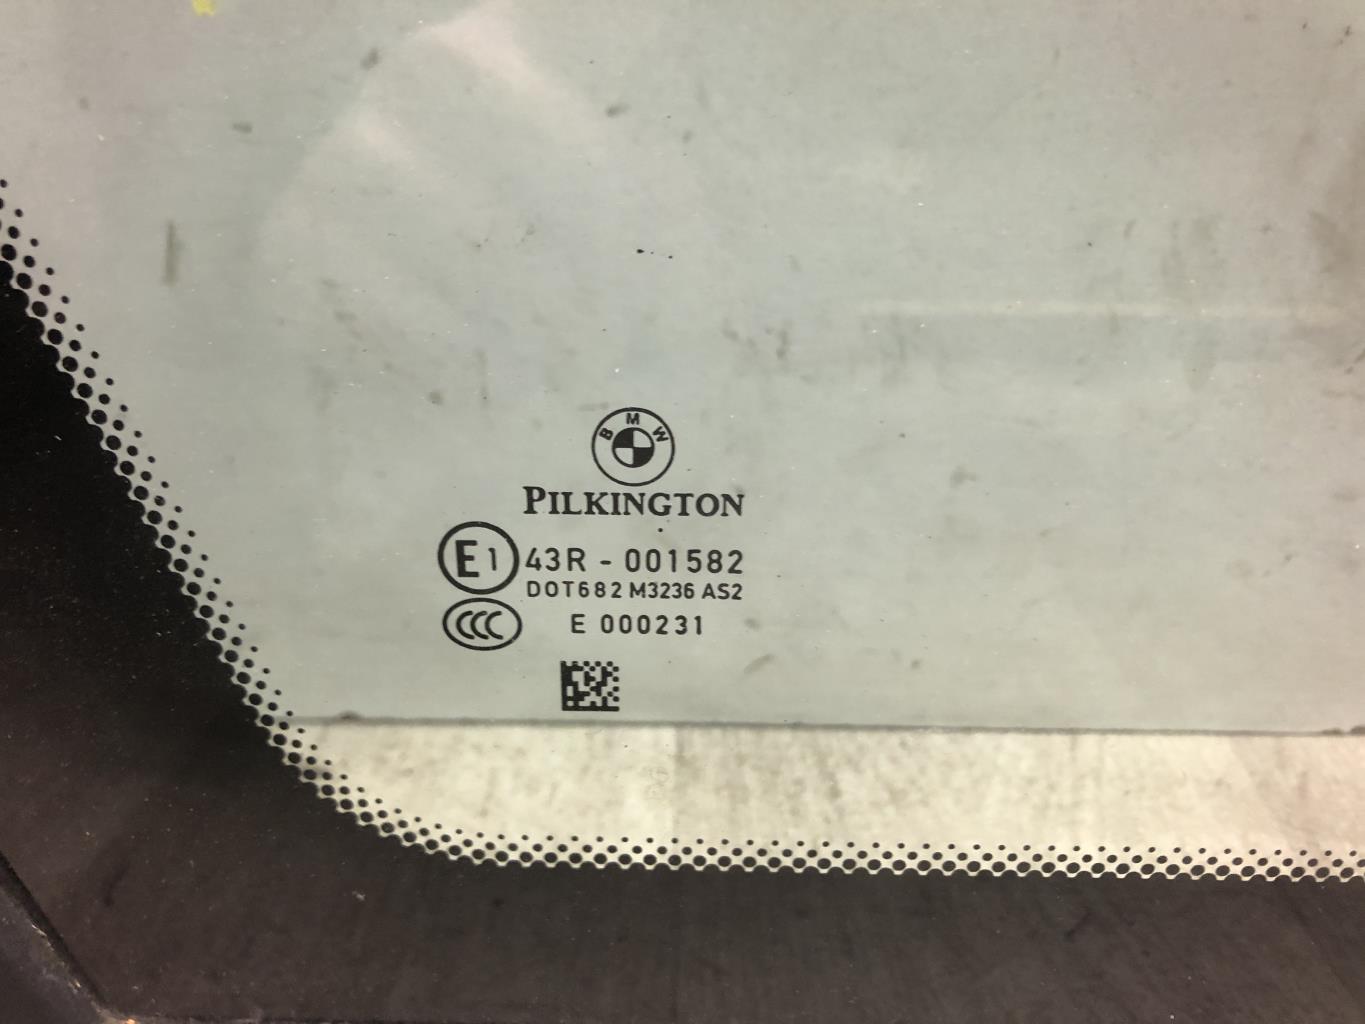 BMW
PILKINGTON
E1 43R - 001582
DOT682 M3236 AS2
CCC E 000231